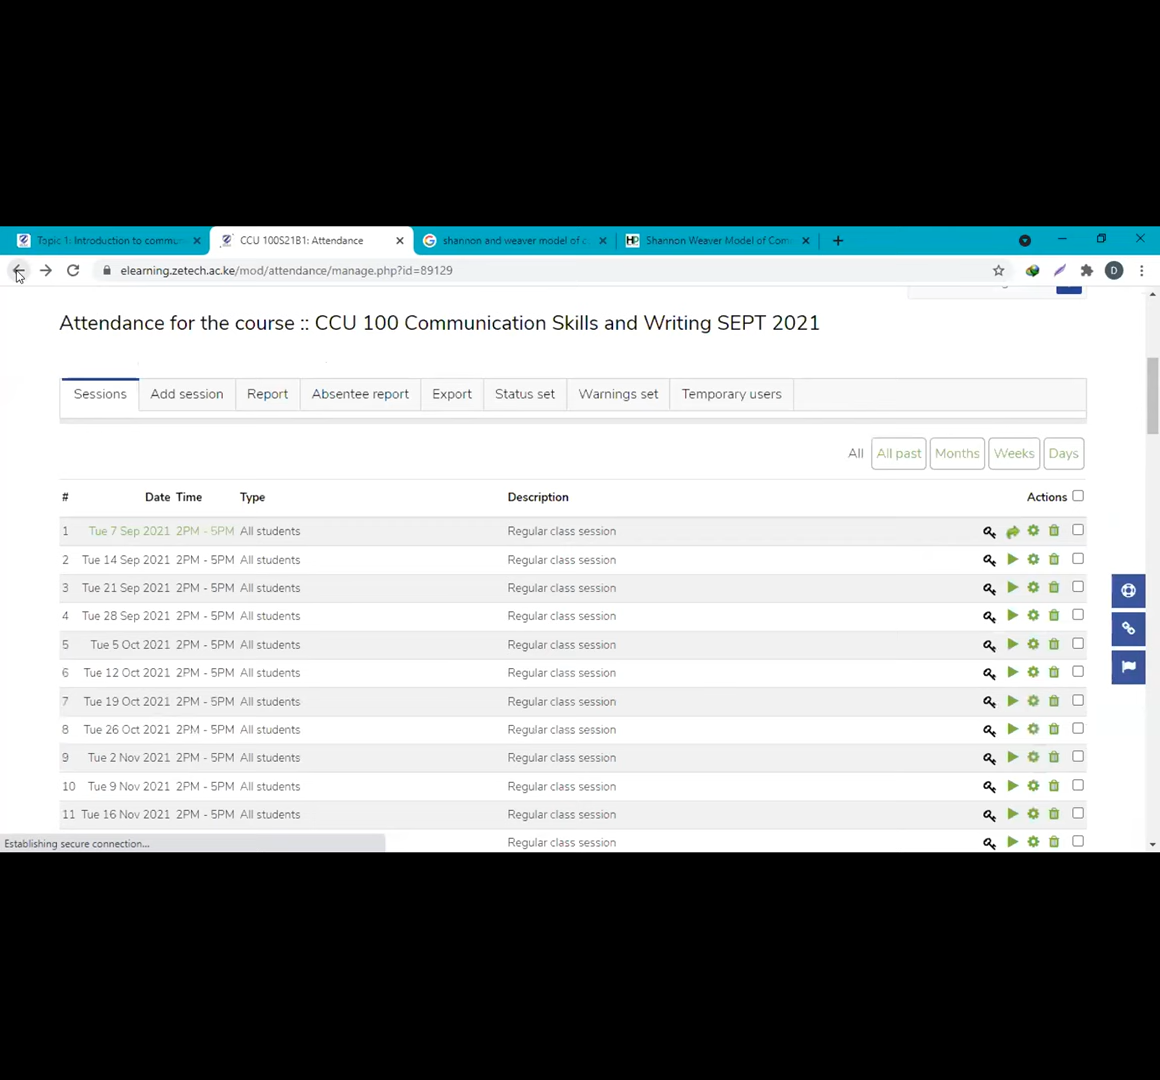 Topic 1: Introduction to commu
CCU 100S21B1: Attendance
shannon and weaver model of c
Shannon Weaver Model of Com
elearning.zetech.ac.ke/mod/attendance/manage.php?id=89129
D
Attendance for the course :: CCU 100 Communication Skills and Writing SEPT 2021
Sessions Add session Report Absentee report Export Status set Warnings set Temporary users
All All past Months Weeks Days
# Date Time Type Description Actions
1 Tue 7 Sep 2021 2PM - 5PM All students Regular class session
2 Tue 14 Sep 2021 2PM - 5PM All students Regular class session
3 Tue 21 Sep 2021 2PM - 5PM All students Regular class session
4 Tue 28 Sep 2021 2PM - 5PM All students Regular class session
5 Tue 5 Oct 2021 2PM - 5PM All students Regular class session
6 Tue 12 Oct 2021 2PM - 5PM All students Regular class session
7 Tue 19 Oct 2021 2PM - 5PM All students Regular class session
8 Tue 26 Oct 2021 2PM - 5PM All students Regular class session
9 Tue 2 Nov 2021 2PM - 5PM All students Regular class session
10 Tue 9 Nov 2021 2PM - 5PM All students Regular class session
11 Tue 16 Nov 2021 2PM - 5PM All students Regular class session
Regular class session
Establishing secure connection...